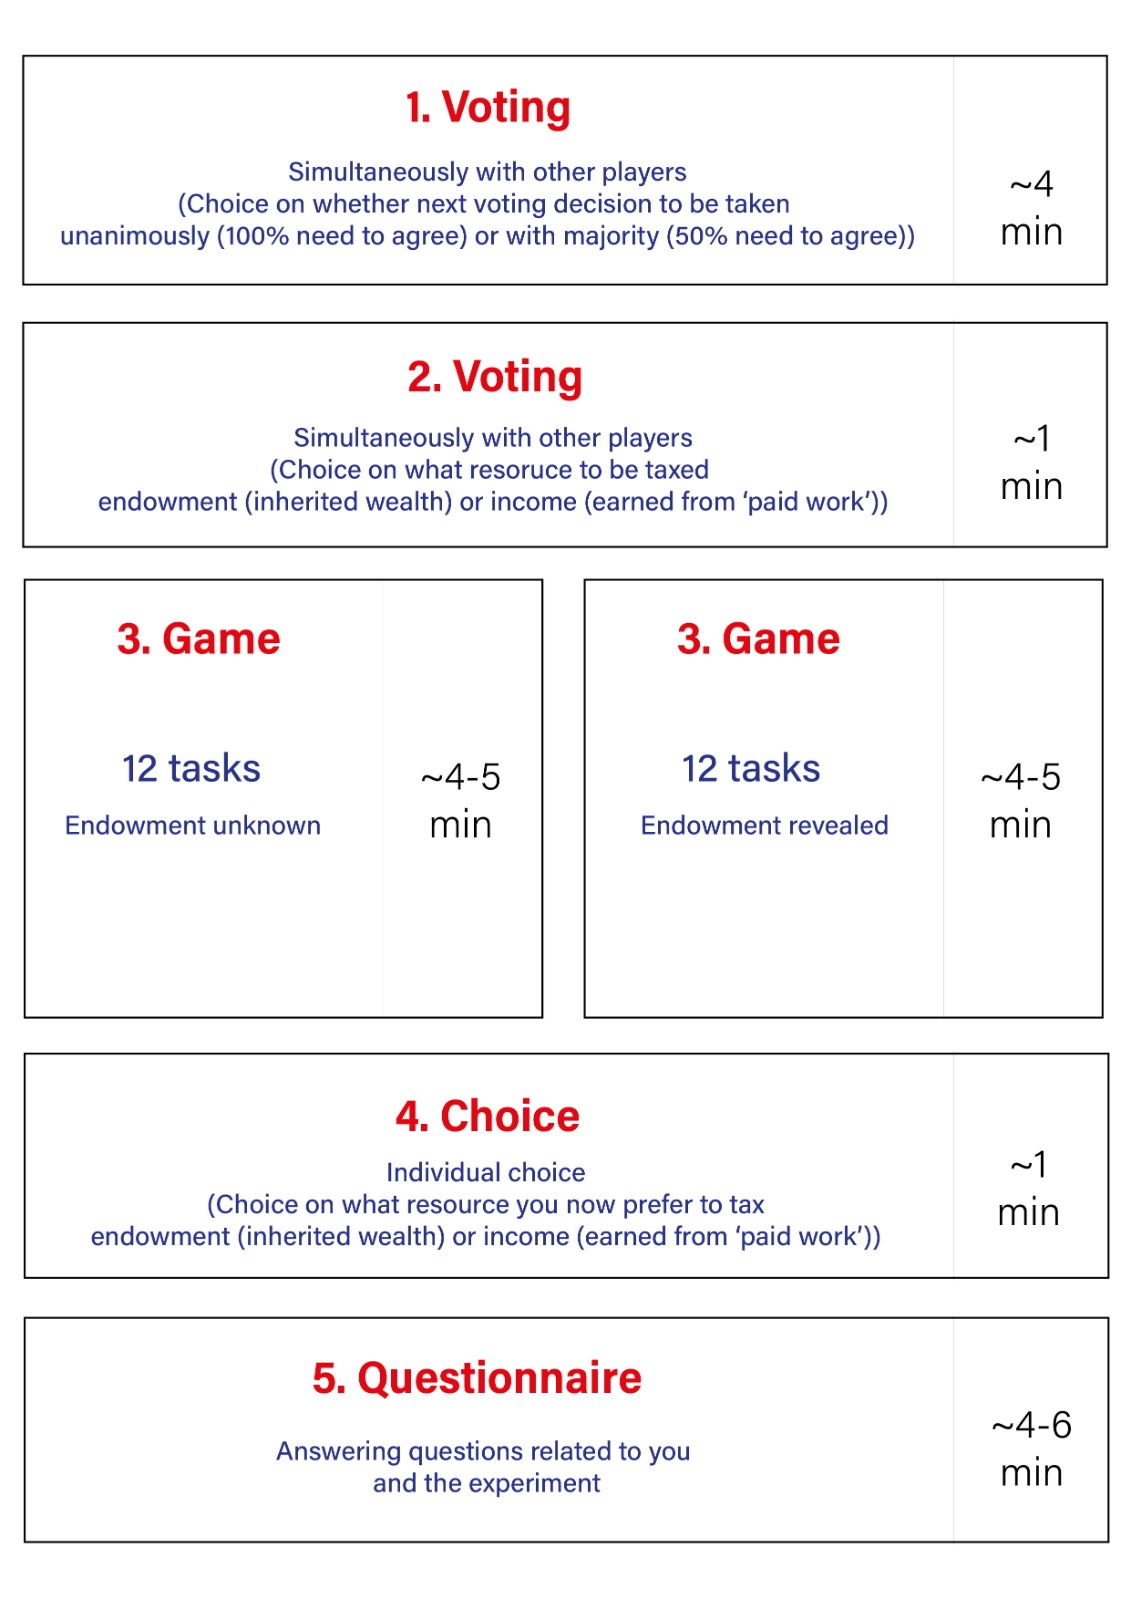 1. Voting
Simultaneously with other players
(Choice on whether next voting decision to be taken
unanimously (100% need to agree) or with majority (50% need to agree))
~4
min
2. Voting
Simultaneously with other players
(Choice on what resoruce to be taxed
endowment (inherited wealth) or income (earned from ‘paid work’))
~1
min
3. Game
12 tasks
Endowment unknown
~4-5
min
3. Game
12 tasks
Endowment revealed
~4-5
min
4. Choice
Individual choice
(Choice on what resource you now prefer to tax
endowment (inherited wealth) or income (earned from ‘paid work’))
~1
min
5. Questionnaire
Answering questions related to you
and the experiment
~4-6
min